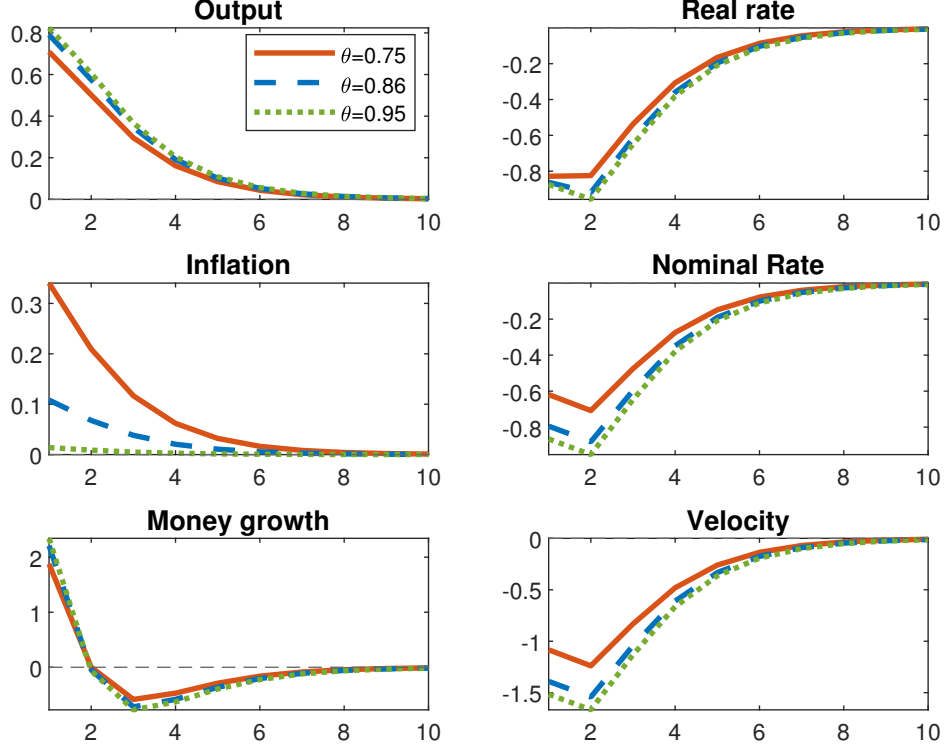 Output
0.8
0.6
0.4
0.2
0
2 4 6 8 10
θ=0.75
θ=0.86
θ=0.95
Real rate
-0.2
-0.4
-0.6
-0.8
2 4 6 8 10
Inflation
0.3
0.2
0.1
0
2 4 6 8 10
Nominal Rate
-0.2
-0.4
-0.6
-0.8
2 4 6 8 10
Money growth
2
1
0
2 4 6 8 10
Velocity
0
-0.5
-1
-1.5
2 4 6 8 10